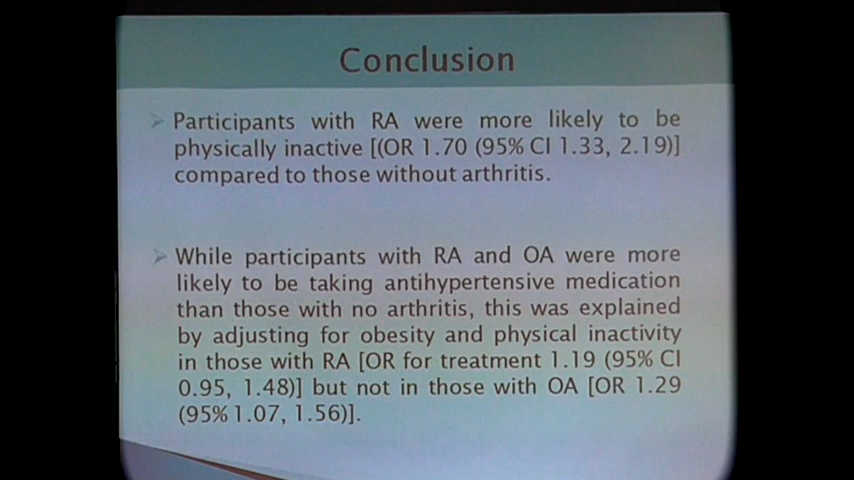 Conclusion
Participants with RA were more likely to be
physically inactive [(OR 1.70 (95% CI 1.33, 2.19)]
compared to those without arthritis.
While participants with RA and OA were more
likely to be taking antihypertensive medication
than those with no arthritis, this was explained
by adjusting for obesity and physical inactivity
in those with RA [OR for treatment 1.19 (95% CI
0.95, 1.48)] but not in those with OA [OR 1.29
(95% 1.07, 1.56)].